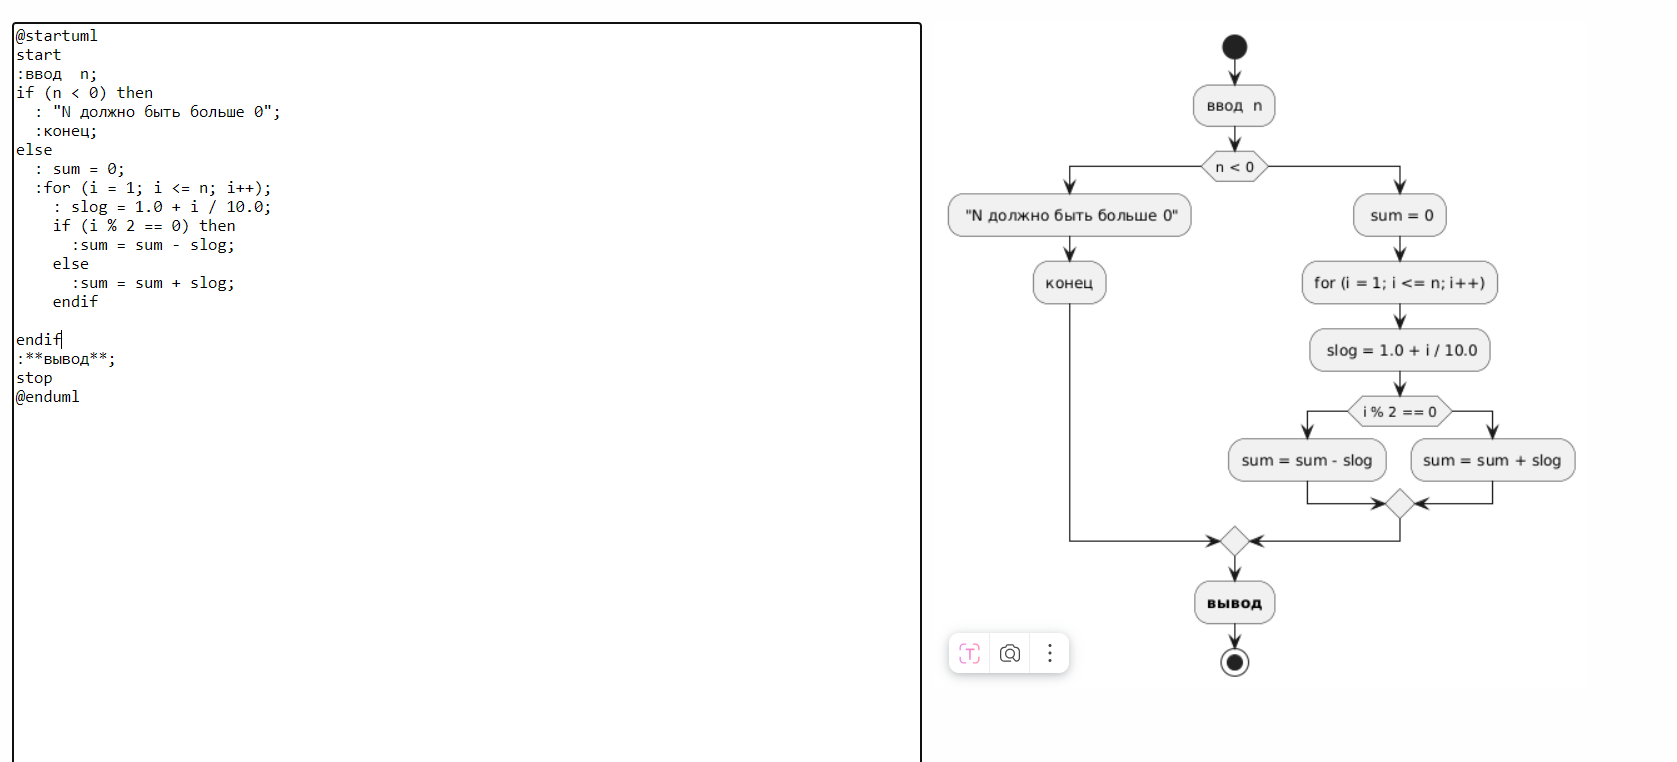 @startuml
start
:ввод  n;
if (n < 0) then
  : "N должно быть больше 0";
  :конец;
else
  : sum = 0;
  :for (i = 1; i <= n; i++);
    : slog = 1.0 + i / 10.0;
    if (i % 2 == 0) then
      :sum = sum - slog;
    else
      :sum = sum + slog;
    endif
endif
:**вывод**;
stop
@enduml
ввод  n
n < 0
"N должно быть больше 0"
sum = 0
конец
for (i = 1; i <= n; i++)
slog = 1.0 + i / 10.0
i % 2 == 0
sum = sum - slog
sum = sum + slog
вывод
T